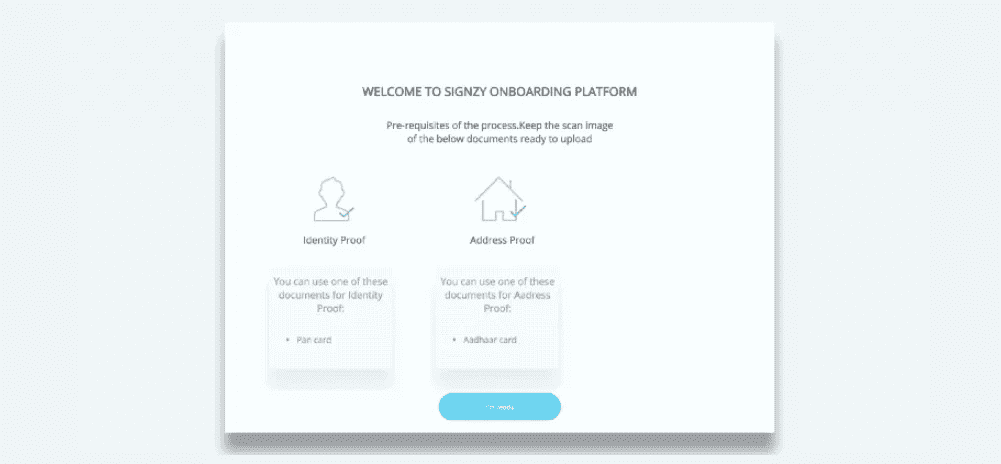 WELCOME TO SIGNZY ONBOARDING PLATFORM
Pre-requisites of the process.Keep the scan image
of the below documents ready to upload
Identity Proof
Address Proof
You can use one of these
documents for Identity
Proof:
• Pan card
You can use one of these
documents for Address
Proof:
• Aadhaar card